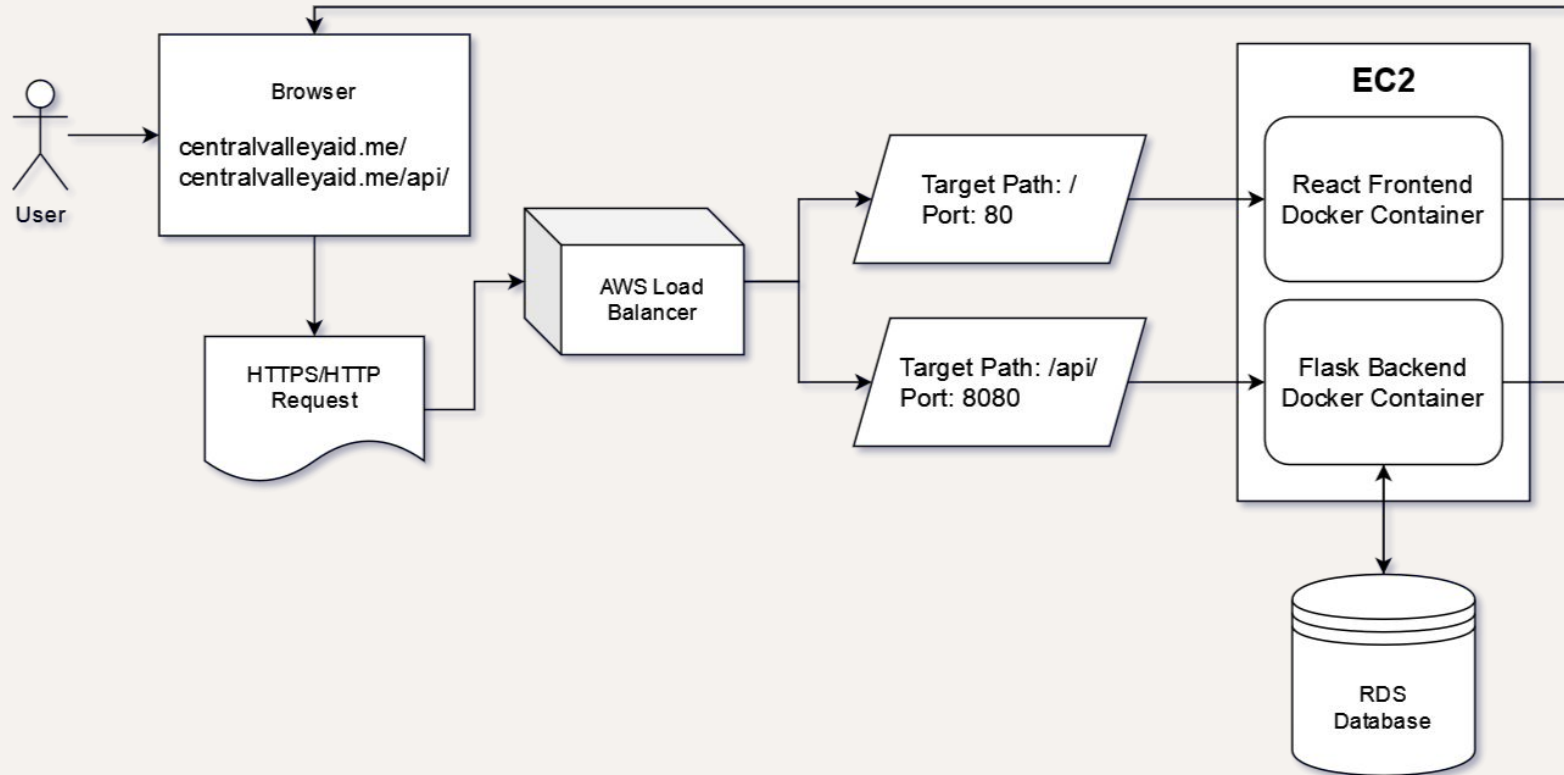 Browser
centralvalleyaid.me/
centralvalleyaid.me/api/
User
HTTPS/HTTP
Request
AWS Load
Balancer
Target Path: /
Port: 80
Target Path: /api/
Port: 8080
EC2
React Frontend
Docker Container
Flask Backend
Docker Container
RDS
Database